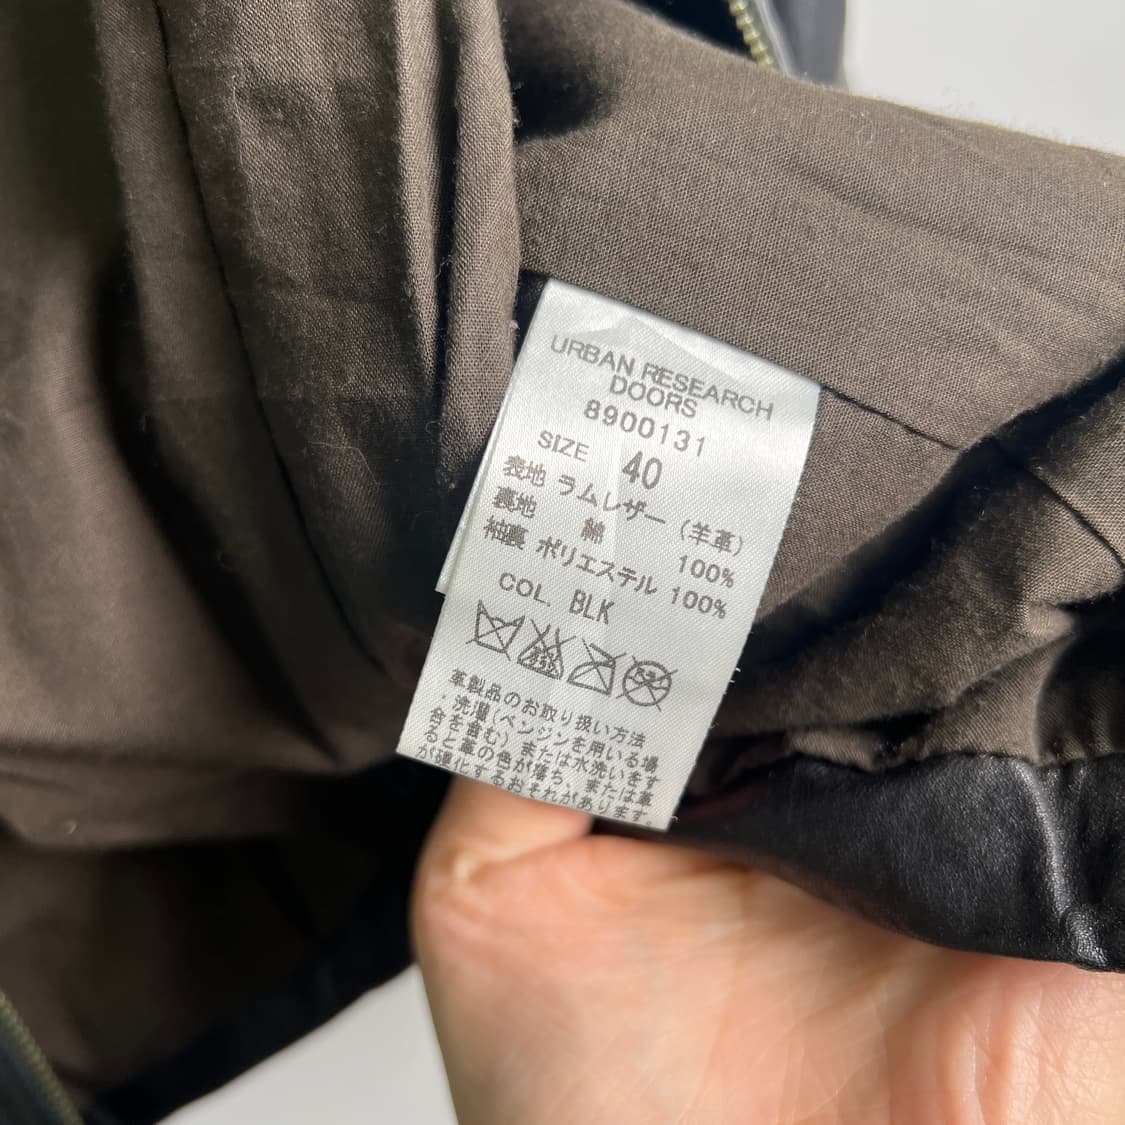 URBAN RESEARCH
DOORS
8900131
SIZE 40
表地 ラムレザー (羊革)
裏地 綿 100%
袖裏 ポリエステル 100%
COL. BLK
革製品のお取り扱い方法
・洗濯(ベンジンを用いる場
合を含む)または水洗いをす
ると革の色が落ち、または革
が硬化するおそれがあります。